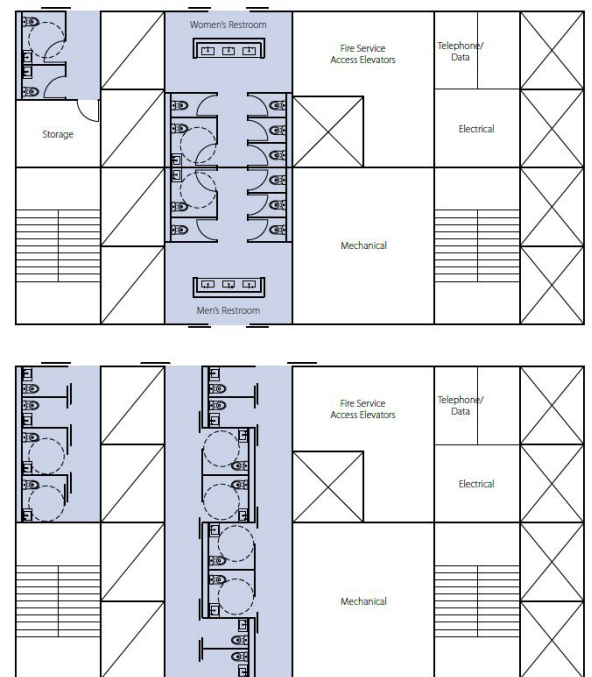 Women's Restroom
Fire Service
Access Elevators
Telephone/
Data
Storage
Electrical
Mechanical
Men's Restroom
Fire Service
Access Elevators
Telephone/
Data
Electrical
Mechanical